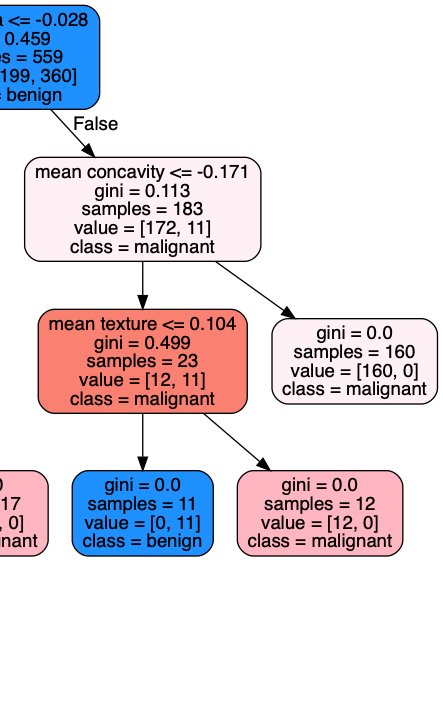 <= -0.028
0.459
= 559
199, 360]
= benign
False
mean concavity <= -0.171
gini = 0.113
samples = 183
value = [172, 11]
class = malignant
mean texture <= 0.104
gini = 0.499
samples = 23
value = [12, 11]
class = malignant
gini = 0.0
samples = 160
value = [160, 0]
class = malignant
17
, 0]
gini = 0.0
samples = 11
value = [0, 11]
class = benign
gini = 0.0
samples = 12
value = [12, 0]
class = malignant